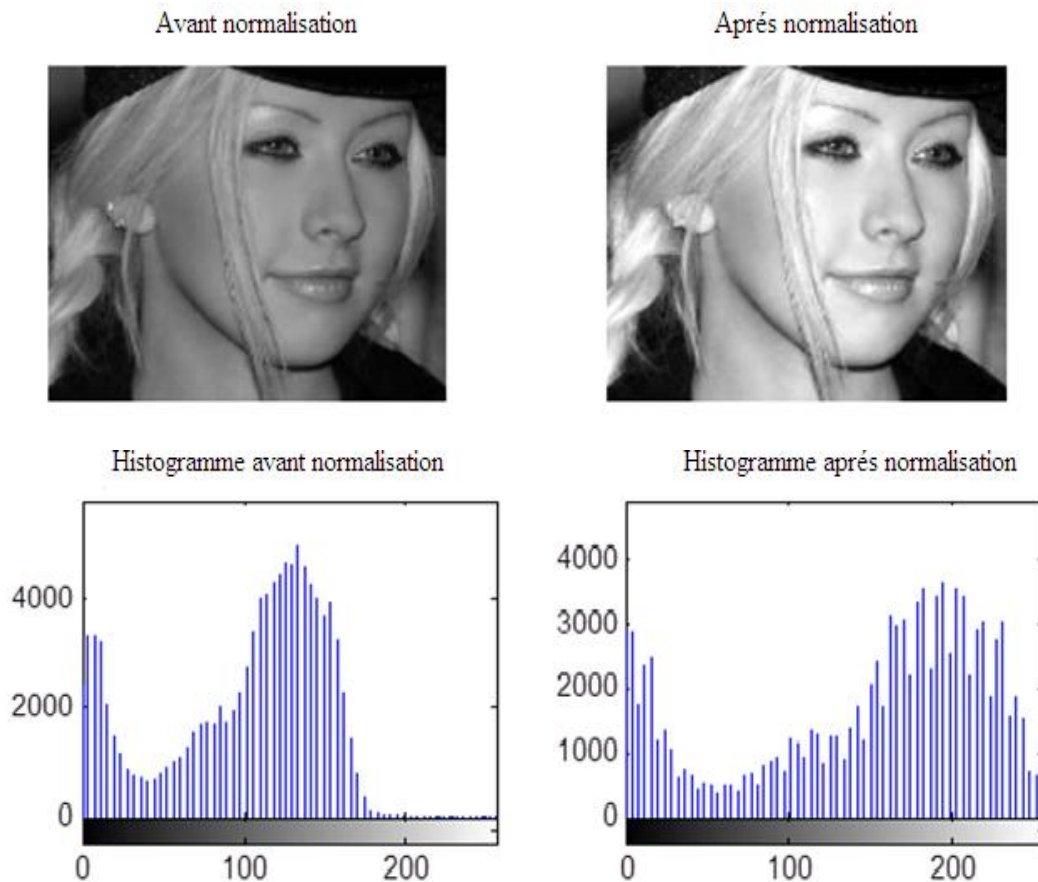 Avant normalisation
Aprés normalisation
Histogramme avant normalisation
Histogramme aprés normalisation
4000
2000
0
0 100 200
4000
3000
2000
1000
0
0 100 200